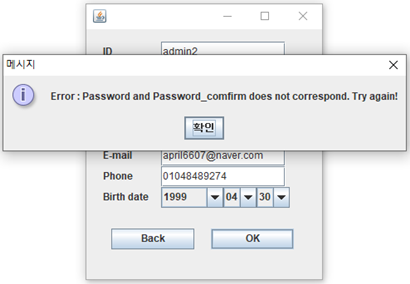 ID admin2
메시지
Error : Password and Password_comfirm does not correspond. Try again!
확인
E-mail april6607@naver.com
Phone 01048489274
Birth date 1999 04 30
Back OK